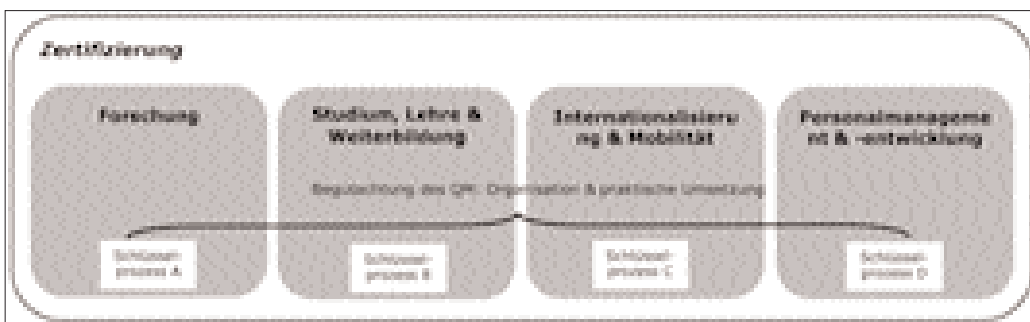 Zertifizierung
Forschung
Studium, Lehre &
Weiterbildung
Internationalisieru
ng & Mobilität
Personalmanageme
nt & -entwicklung
Begutachtung des QM: Organisation & praktische Umsetzung
Schlüssel-
prozess A
Schlüssel-
prozess B
Schlüssel-
prozess C
Schlüssel-
prozess D